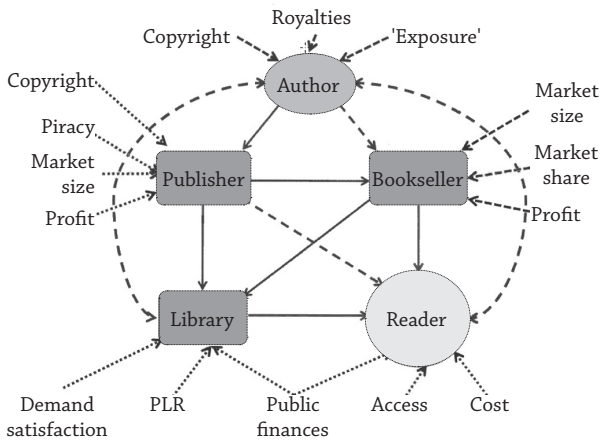 Royalties
Copyright
'Exposure'
Author
Copyright
Market
size
Piracy
Market
size
Market
share
Publisher
Bookseller
Profit
Profit
Library
Reader
Demand
satisfaction
PLR
Public
finances
Access
Cost